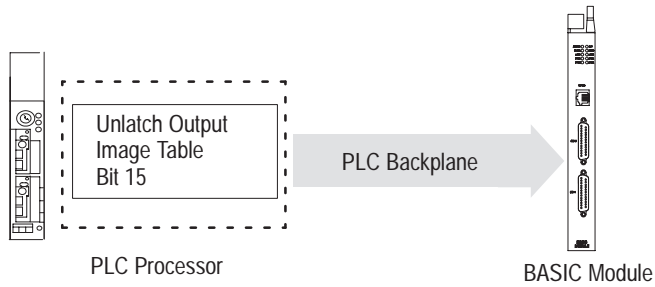 Unlatch Output
Image Table
Bit 15
PLC Backplane
PLC Processor
BASIC Module